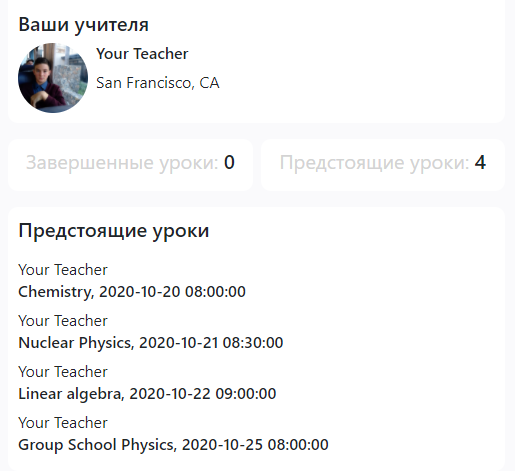 Ваши учителя
Your Teacher
San Francisco, CA
Завершенные уроки: 0
Предстоящие уроки: 4
Предстоящие уроки
Your Teacher
Chemistry, 2020-10-20 08:00:00
Your Teacher
Nuclear Physics, 2020-10-21 08:30:00
Your Teacher
Linear algebra, 2020-10-22 09:00:00
Your Teacher
Group School Physics, 2020-10-25 08:00:00